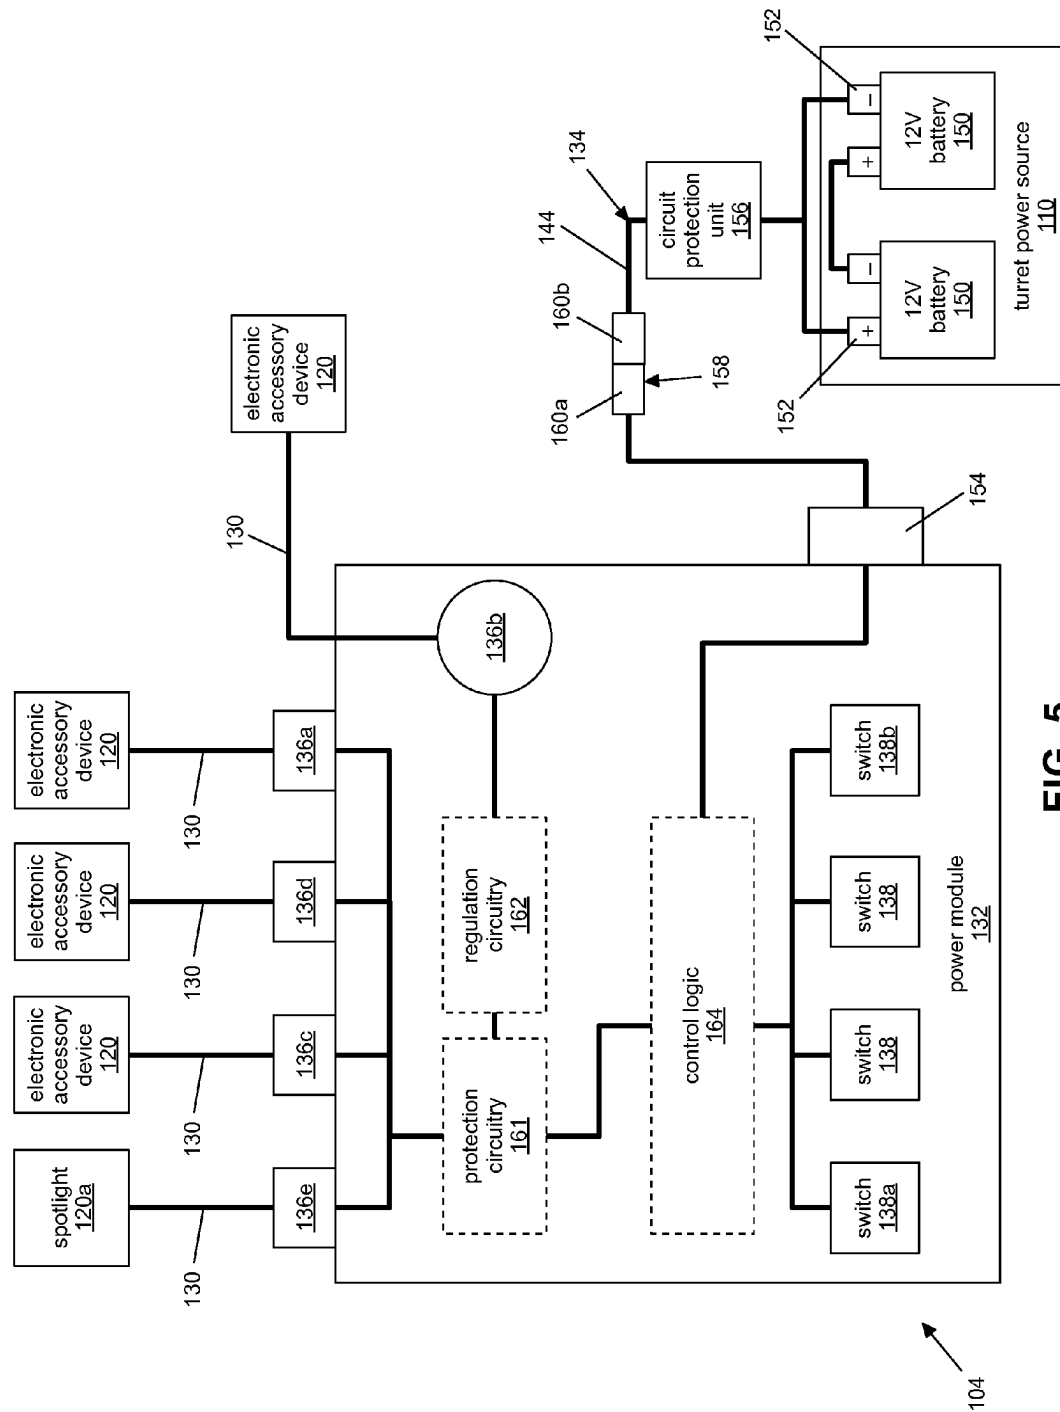 spotlight
120a
electronic
accessory
device
120
electronic
accessory
device
120
electronic
accessory
device
120
130
130
130
130
136e
136c
136d
136a
130
electronic
accessory
device
120
136b
protection
circuitry
161
regulation
circuitry
162
control logic
164
switch
138a
switch
138
switch
138
switch
138b
power module
132
104
154
160a
160b
158
144
134
circuit
protection
unit
156
152
152
+
−
+
−
12V
battery
150
12V
battery
150
turret power source
110
FIG. 5